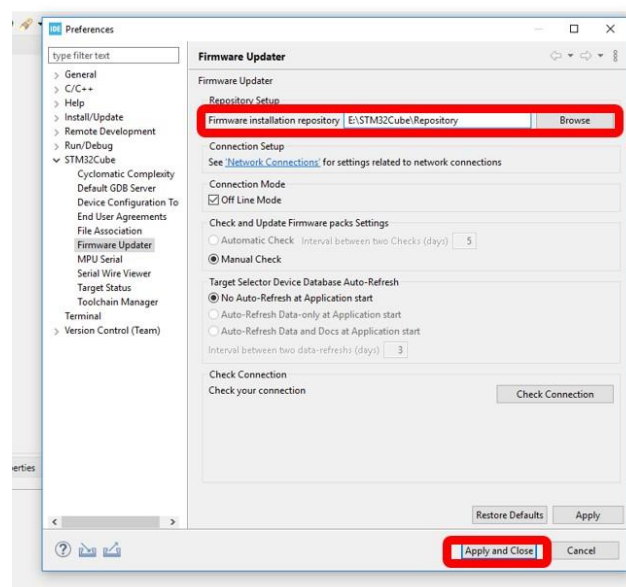 IDE Preferences
type filter text
General
C/C++
Help
Install/Update
Remote Development
Run/Debug
STM32Cube
Cyclomatic Complexity
Default GDB Server
Device Configuration To
End User Agreements
File Association
Firmware Updater
MPU Serial
Serial Wire Viewer
Target Status
Toolchain Manager
Terminal
Version Control (Team)
Firmware Updater
Firmware Updater
Repository Setup
Firmware installation repository E:\STM32Cube\Repository Browse
Connection Setup
See 'Network Connections' for settings related to network connections
Connection Mode
Off Line Mode
Check and Update Firmware packs Settings
Automatic Check Interval between two Checks (days) 5
Manual Check
Target Selector Device Database Auto-Refresh
No Auto-Refresh at Application start
Auto-Refresh Data-only at Application start
Auto-Refresh Data and Docs at Application start
Interval between two data-refreshs (days) 3
Check Connection
Check your connection Check Connection
Restore Defaults Apply
Apply and Close Cancel
perties